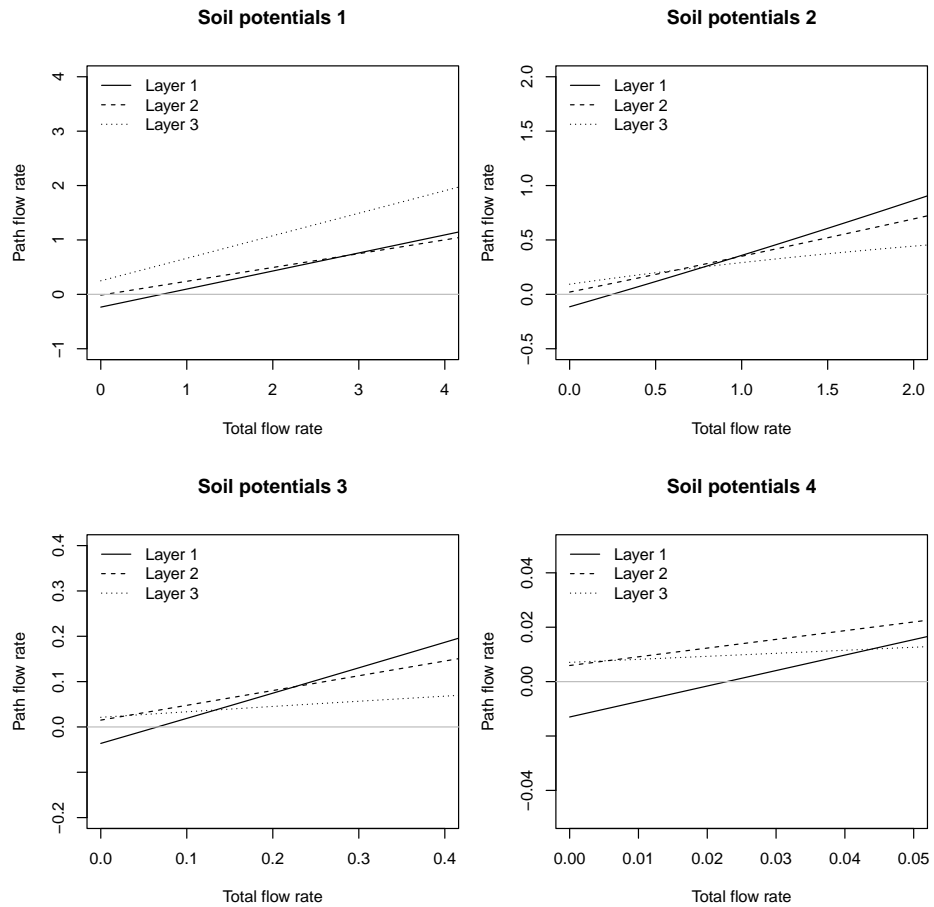 Soil potentials 1
Layer 1
Layer 2
Layer 3
Path flow rate
4
3
2
1
0
−1
0 1 2 3 4
Total flow rate
Soil potentials 2
Layer 1
Layer 2
Layer 3
Path flow rate
2.0
1.5
1.0
0.5
0.0
−0.5
0.0 0.5 1.0 1.5 2.0
Total flow rate
Soil potentials 3
Layer 1
Layer 2
Layer 3
Path flow rate
0.4
0.3
0.2
0.1
0.0
−0.2
0.0 0.1 0.2 0.3 0.4
Total flow rate
Soil potentials 4
Layer 1
Layer 2
Layer 3
Path flow rate
0.04
0.02
0.00
−0.04
0.00 0.01 0.02 0.03 0.04 0.05
Total flow rate